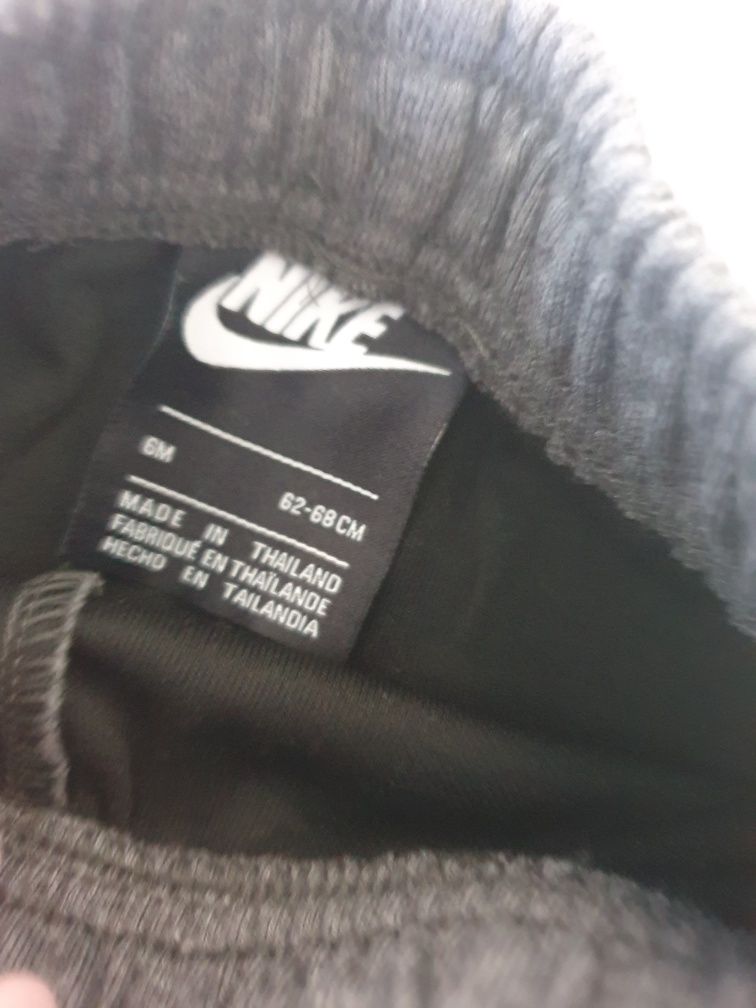 NIKE
6M
62-68CM
MADE IN THAILAND
FABRIQUÉ EN THAÏLANDE
HECHO EN TAILANDIA